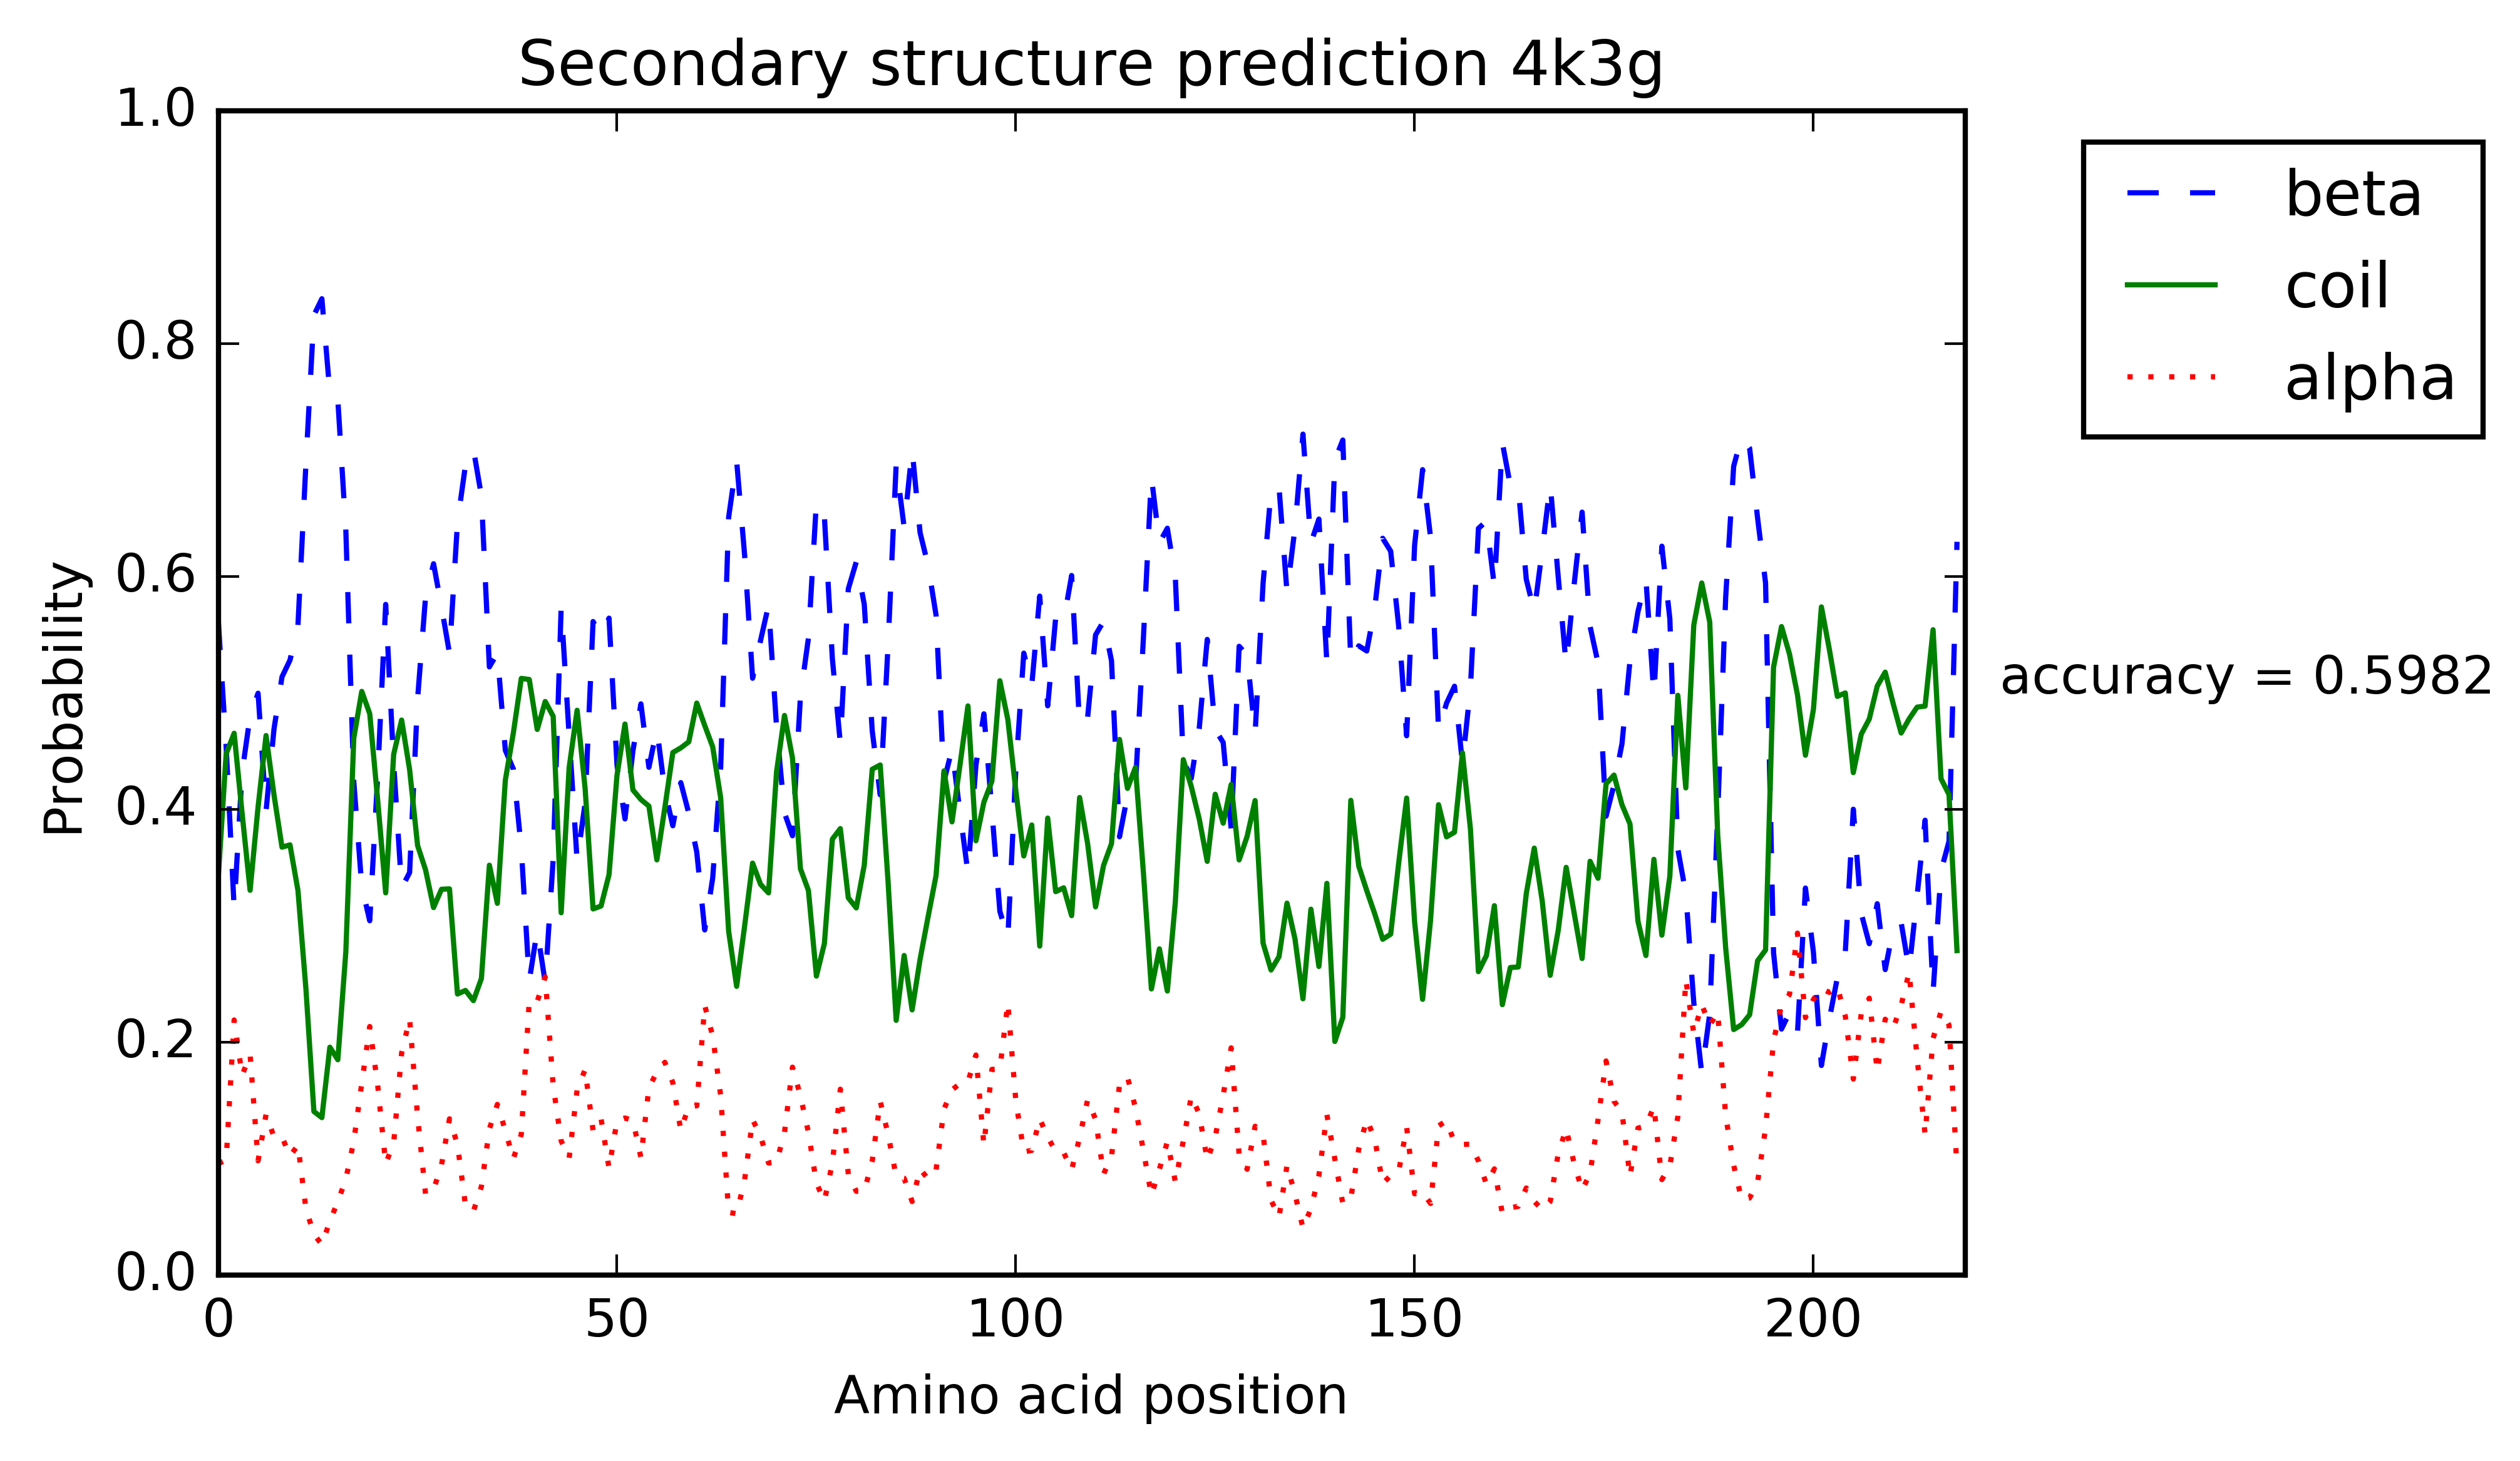 Secondary structure prediction 4k3g
1.0
0.8
0.6
0.4
0.2
0.0
Probability
0 50 100 150 200
Amino acid position
beta
coil
alpha
accuracy = 0.5982